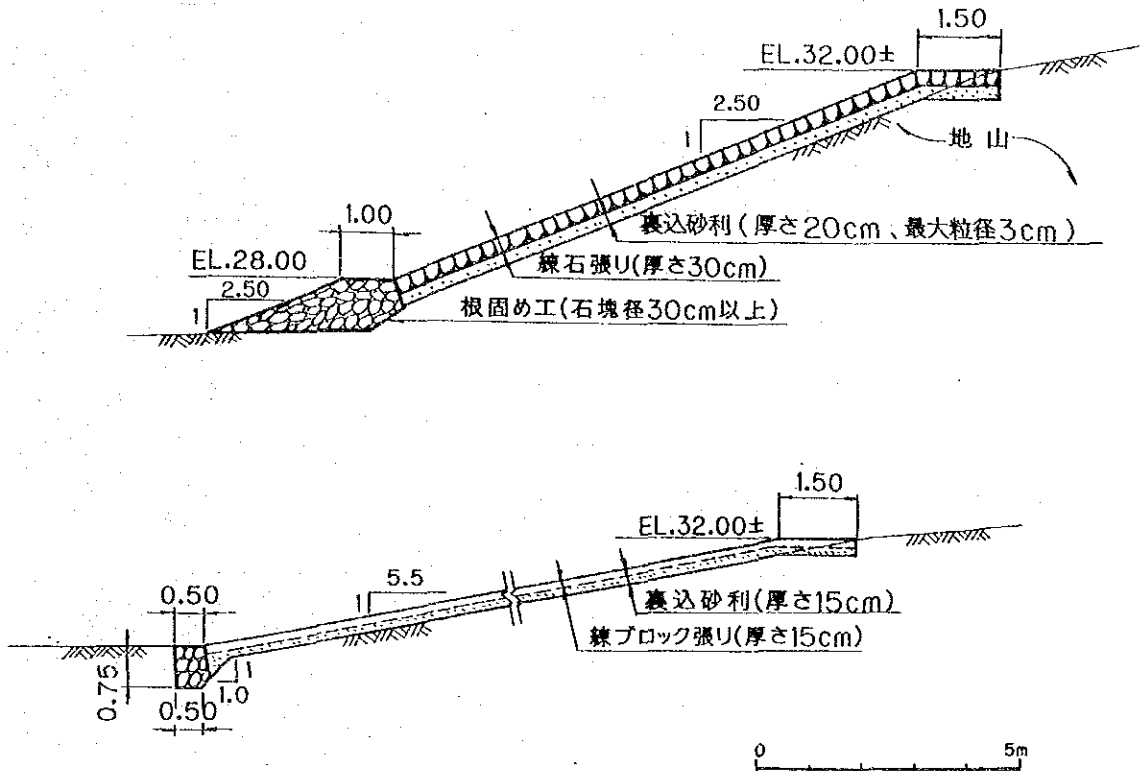 1.50
EL.32.00±
2.50
1
地山
1.00
裏込砂利(厚さ20cm、最大粒径3cm)
EL.28.00
練石張り(厚さ30cm)
2.50
1
根固め工(石塊径30cm以上)
1.50
EL.32.00±
5.5
1
0.50
裏込砂利(厚さ15cm)
練ブロック張り(厚さ15cm)
0.75
1
1.0
0.50
0
5m